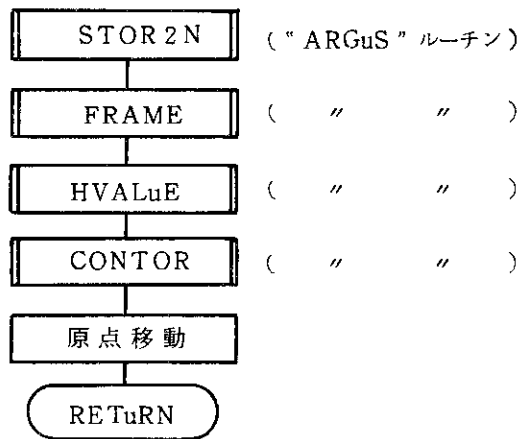 STOR2N (“ARGuS” ルーチン)
FRAME ( 〃 〃 )
HVALuE ( 〃 〃 )
CONTOR ( 〃 〃 )
原点移動
RETuRN